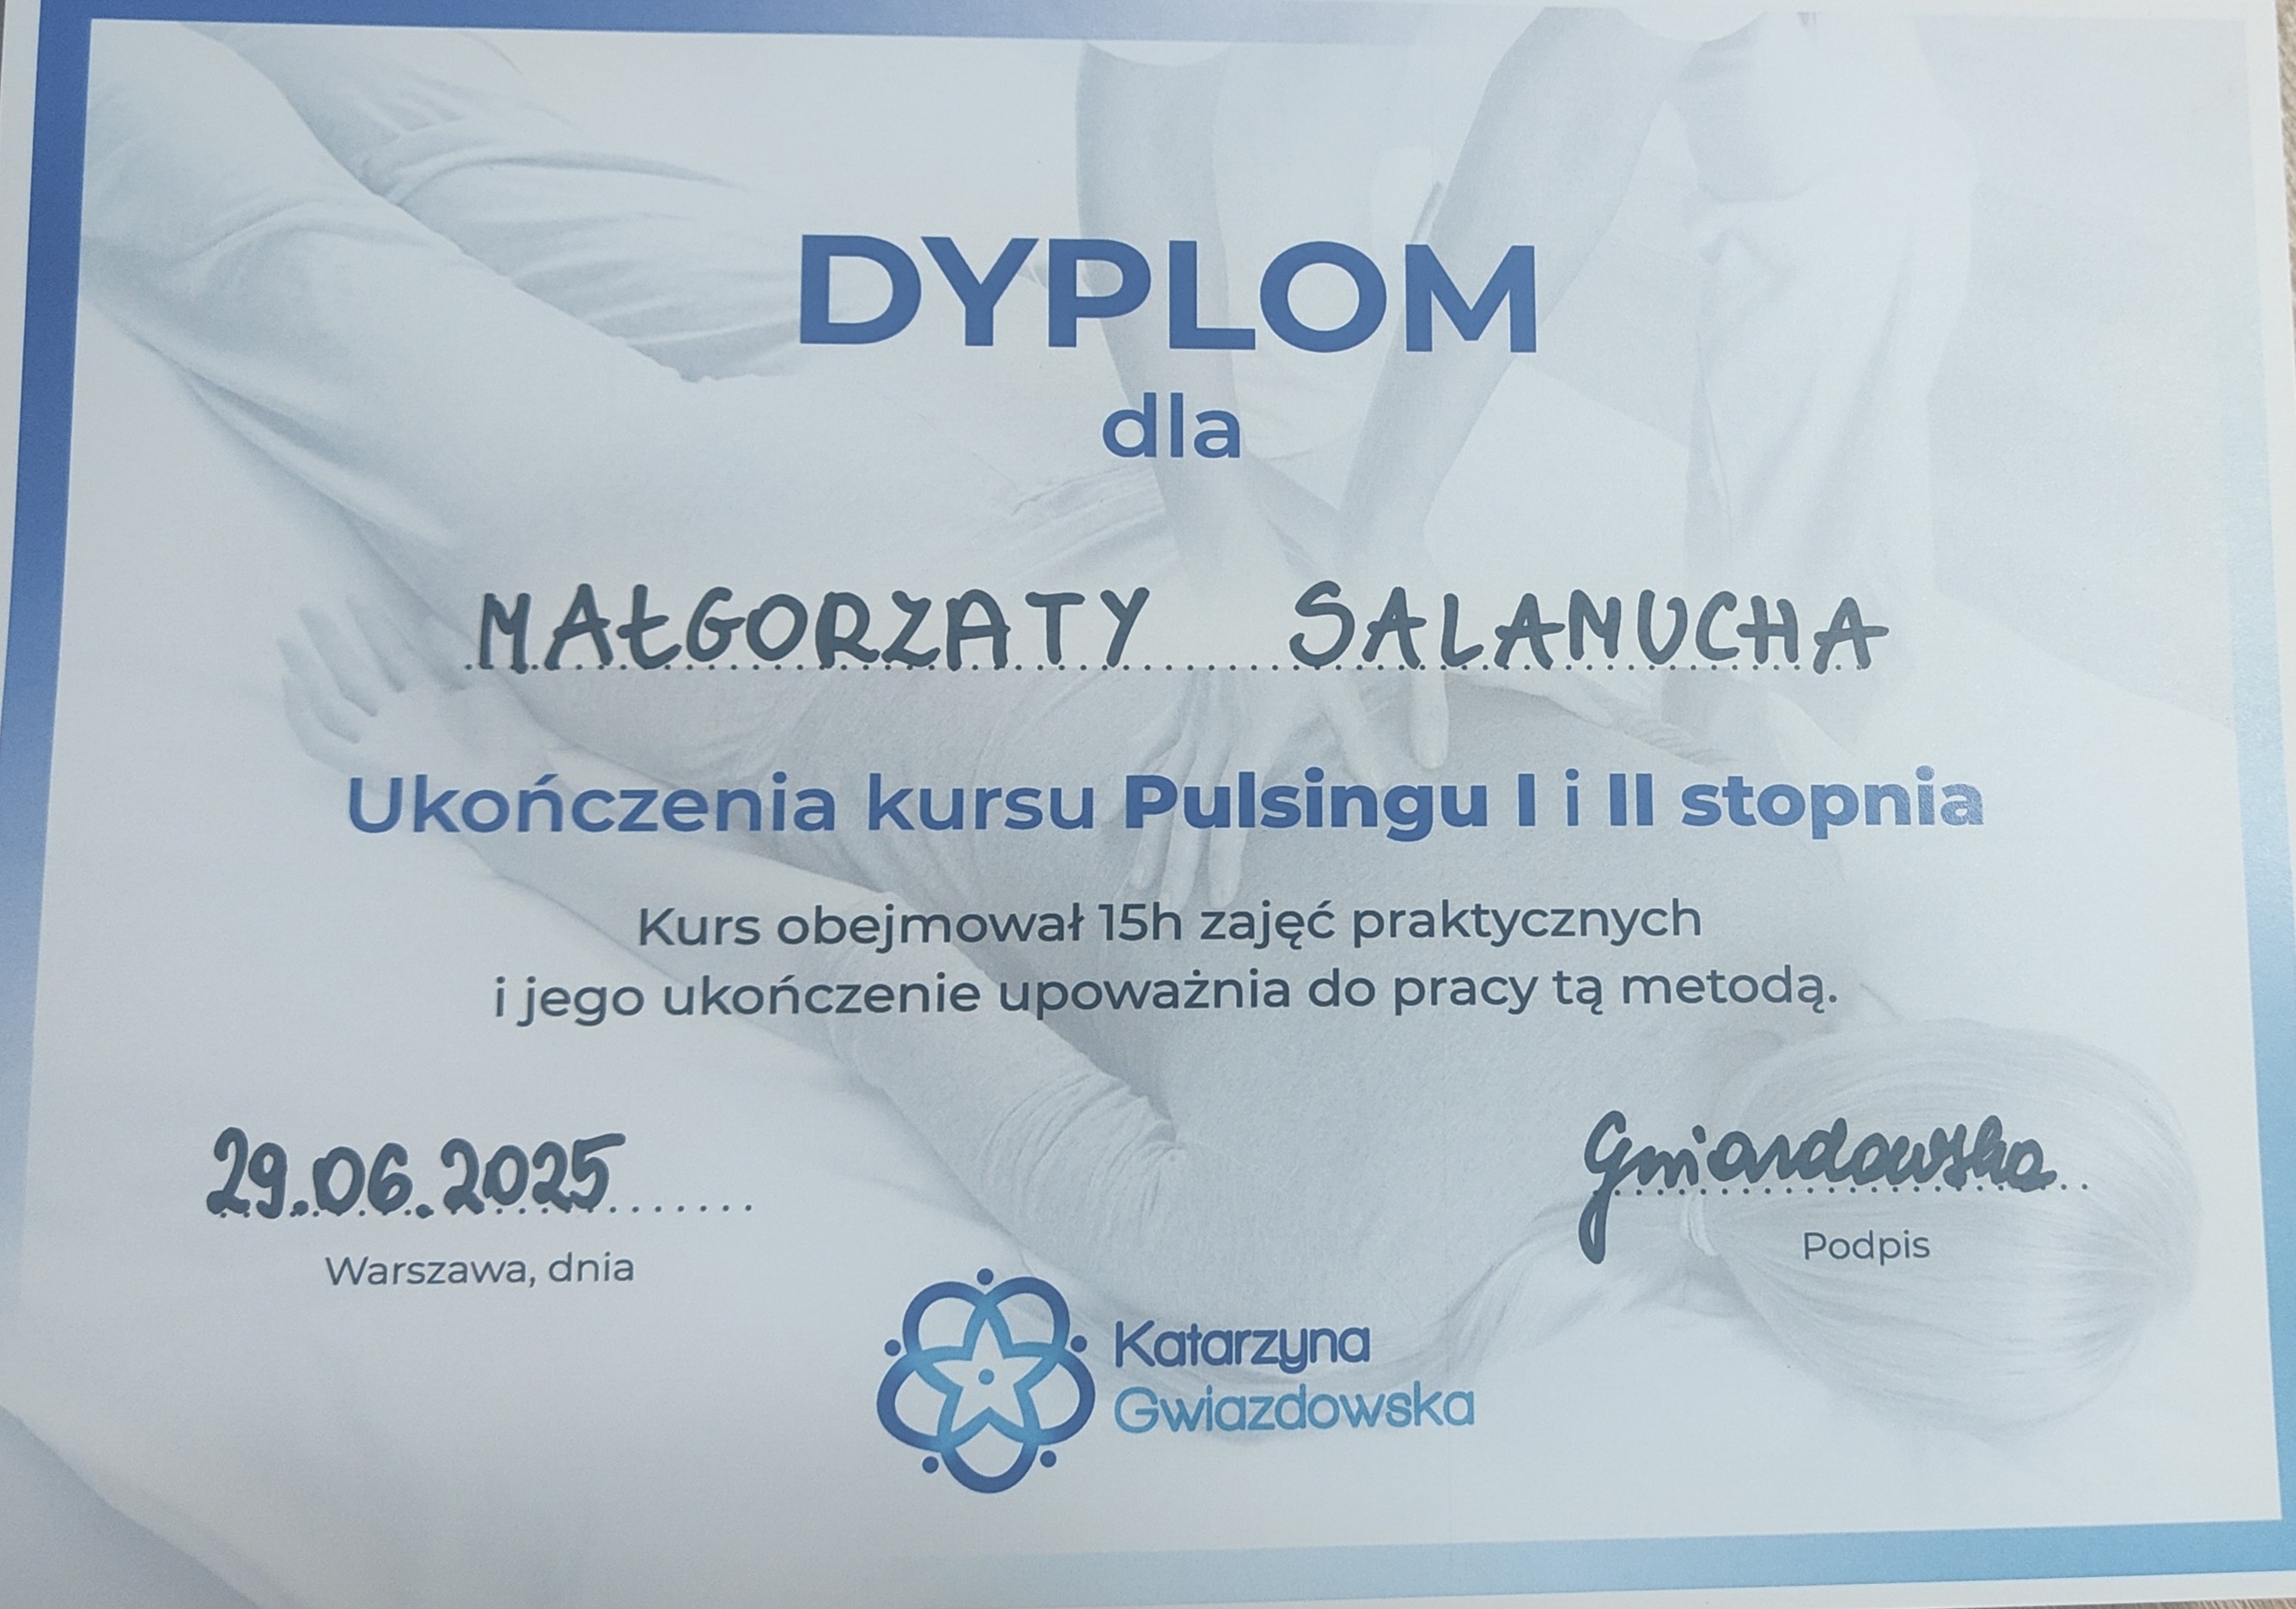 DYPLOM
dla
MAŁGORZATY SALAMUCHA
Ukończenia kursu Pulsingu I i II stopnia
Kurs obejmował 15h zajęć praktycznych
i jego ukończenie upoważnia do pracy tą metodą.
29.06.2025
Warszawa, dnia
Gwiazdowska
Podpis
Katarzyna
Gwiazdowska